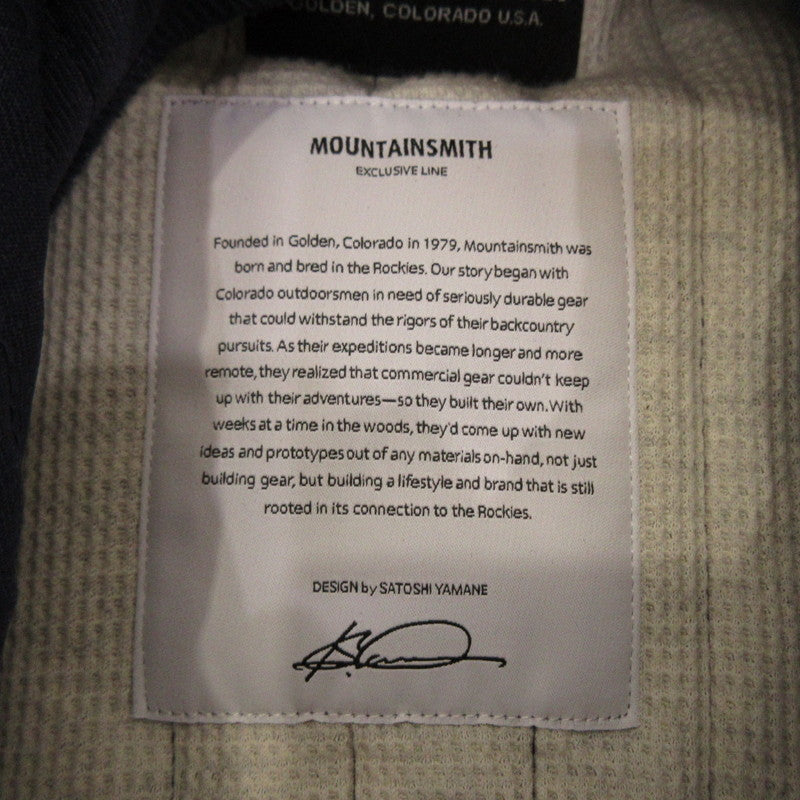 GOLDEN, COLORADO U.S.A.
MOUNTAINSMITH
EXCLUSIVE LINE
Founded in Golden, Colorado in 1979, Mountainsmith was
born and bred in the Rockies. Our story began with
Colorado outdoorsmen in need of seriously durable gear
that could withstand the rigors of their backcountry
pursuits. As their expeditions became longer and more
remote, they realized that commercial gear couldn't keep
up with their adventures—so they built their own. With
weeks at a time in the woods, they'd come up with new
ideas and prototypes out of any materials on-hand, not just
building gear, but building a lifestyle and brand that is still
rooted in its connection to the Rockies.
DESIGN by SATOSHI YAMANE